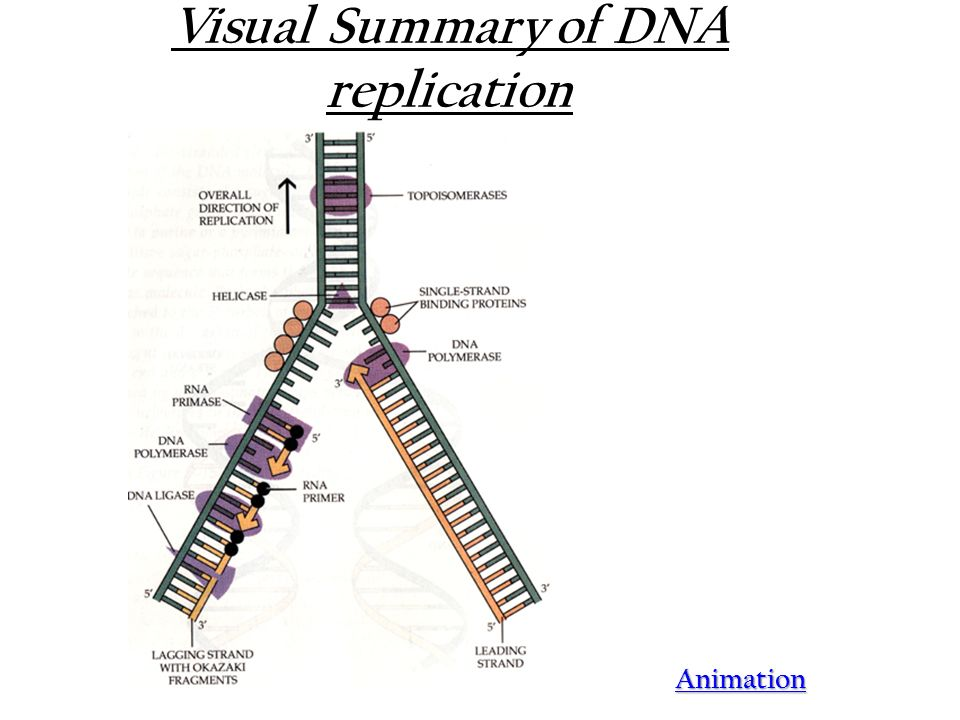 Visual Summary of DNA
replication
3'
5'
OVERALL
DIRECTION OF
REPLICATION
TOPOISOMERASES
HELICASE
SINGLE-STRAND
BINDING PROTEINS
DNA
POLYMERASE
3'
RNA
PRIMASE
5'
DNA
POLYMERASE
RNA
PRIMER
DNA LIGASE
5'
3'
3'
5'
LAGGING STRAND
WITH OKAZAKI
FRAGMENTS
LEADING
STRAND
Animation